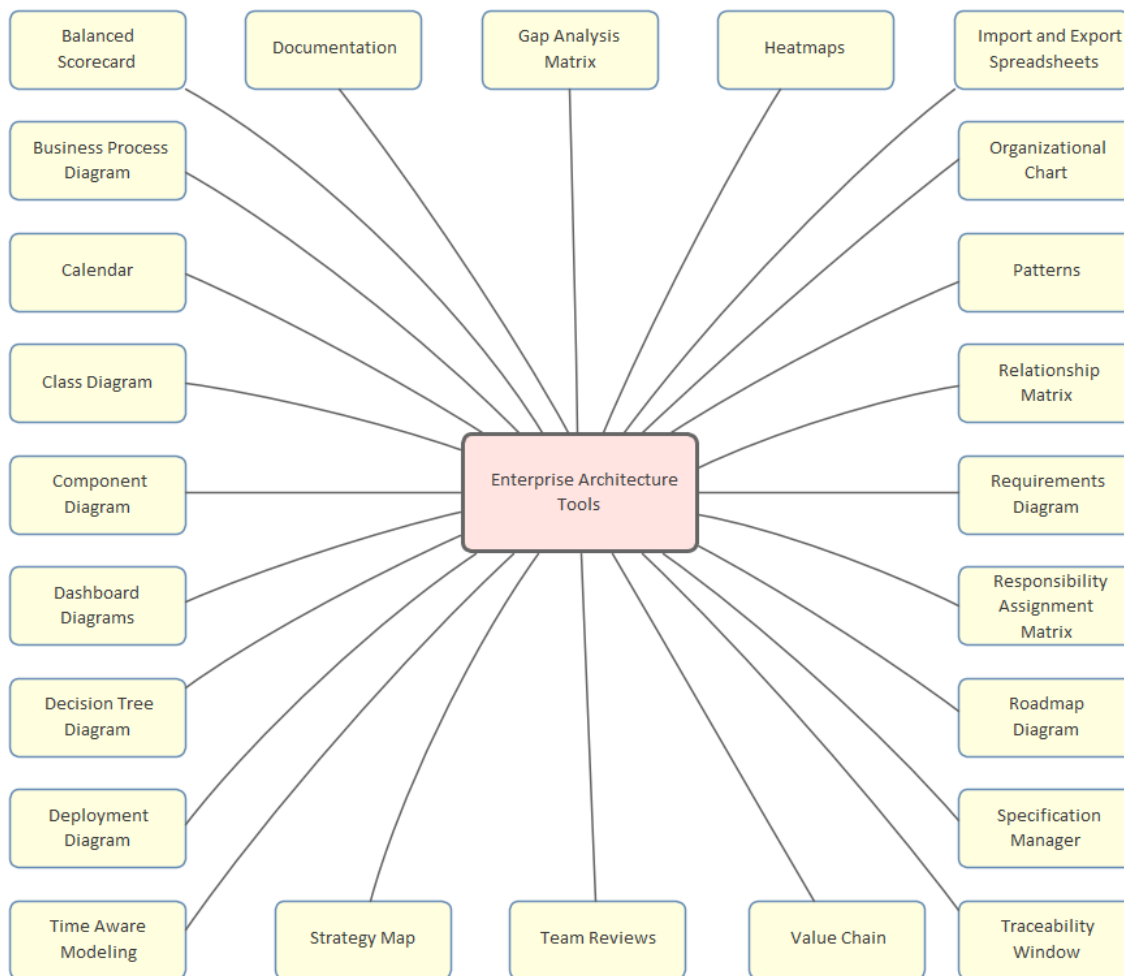 Balanced
Scorecard
Documentation
Gap Analysis
Matrix
Heatmaps
Import and Export
Spreadsheets
Business Process
Diagram
Organizational
Chart
Calendar
Patterns
Class Diagram
Relationship
Matrix
Enterprise Architecture
Tools
Component
Diagram
Requirements
Diagram
Dashboard
Diagrams
Responsibility
Assignment
Matrix
Decision Tree
Diagram
Roadmap
Diagram
Deployment
Diagram
Specification
Manager
Time Aware
Modeling
Strategy Map
Team Reviews
Value Chain
Traceability
Window